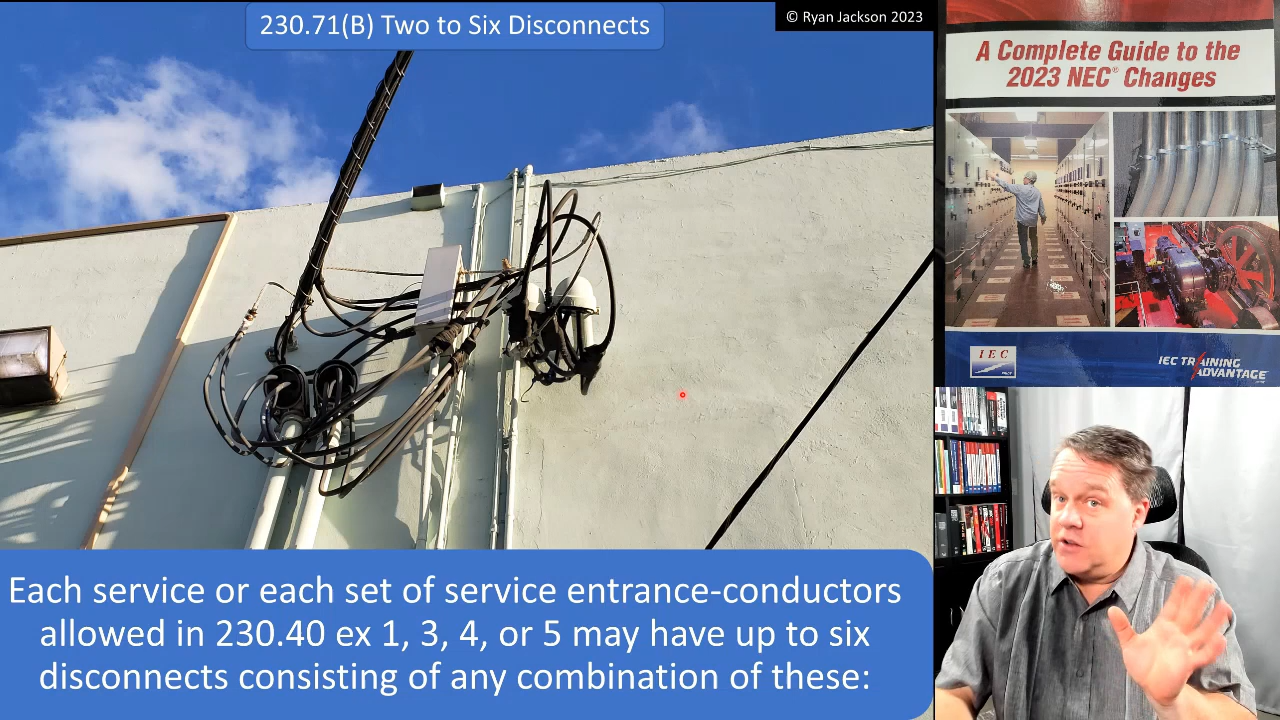 230.71(B) Two to Six Disconnects
© Ryan Jackson 2023
A Complete Guide to the
2023 NEC® Changes
IEC
IEC TRAINING
ADVANTAGE
Each service or each set of service entrance-conductors
allowed in 230.40 ex 1, 3, 4, or 5 may have up to six
disconnects consisting of any combination of these: